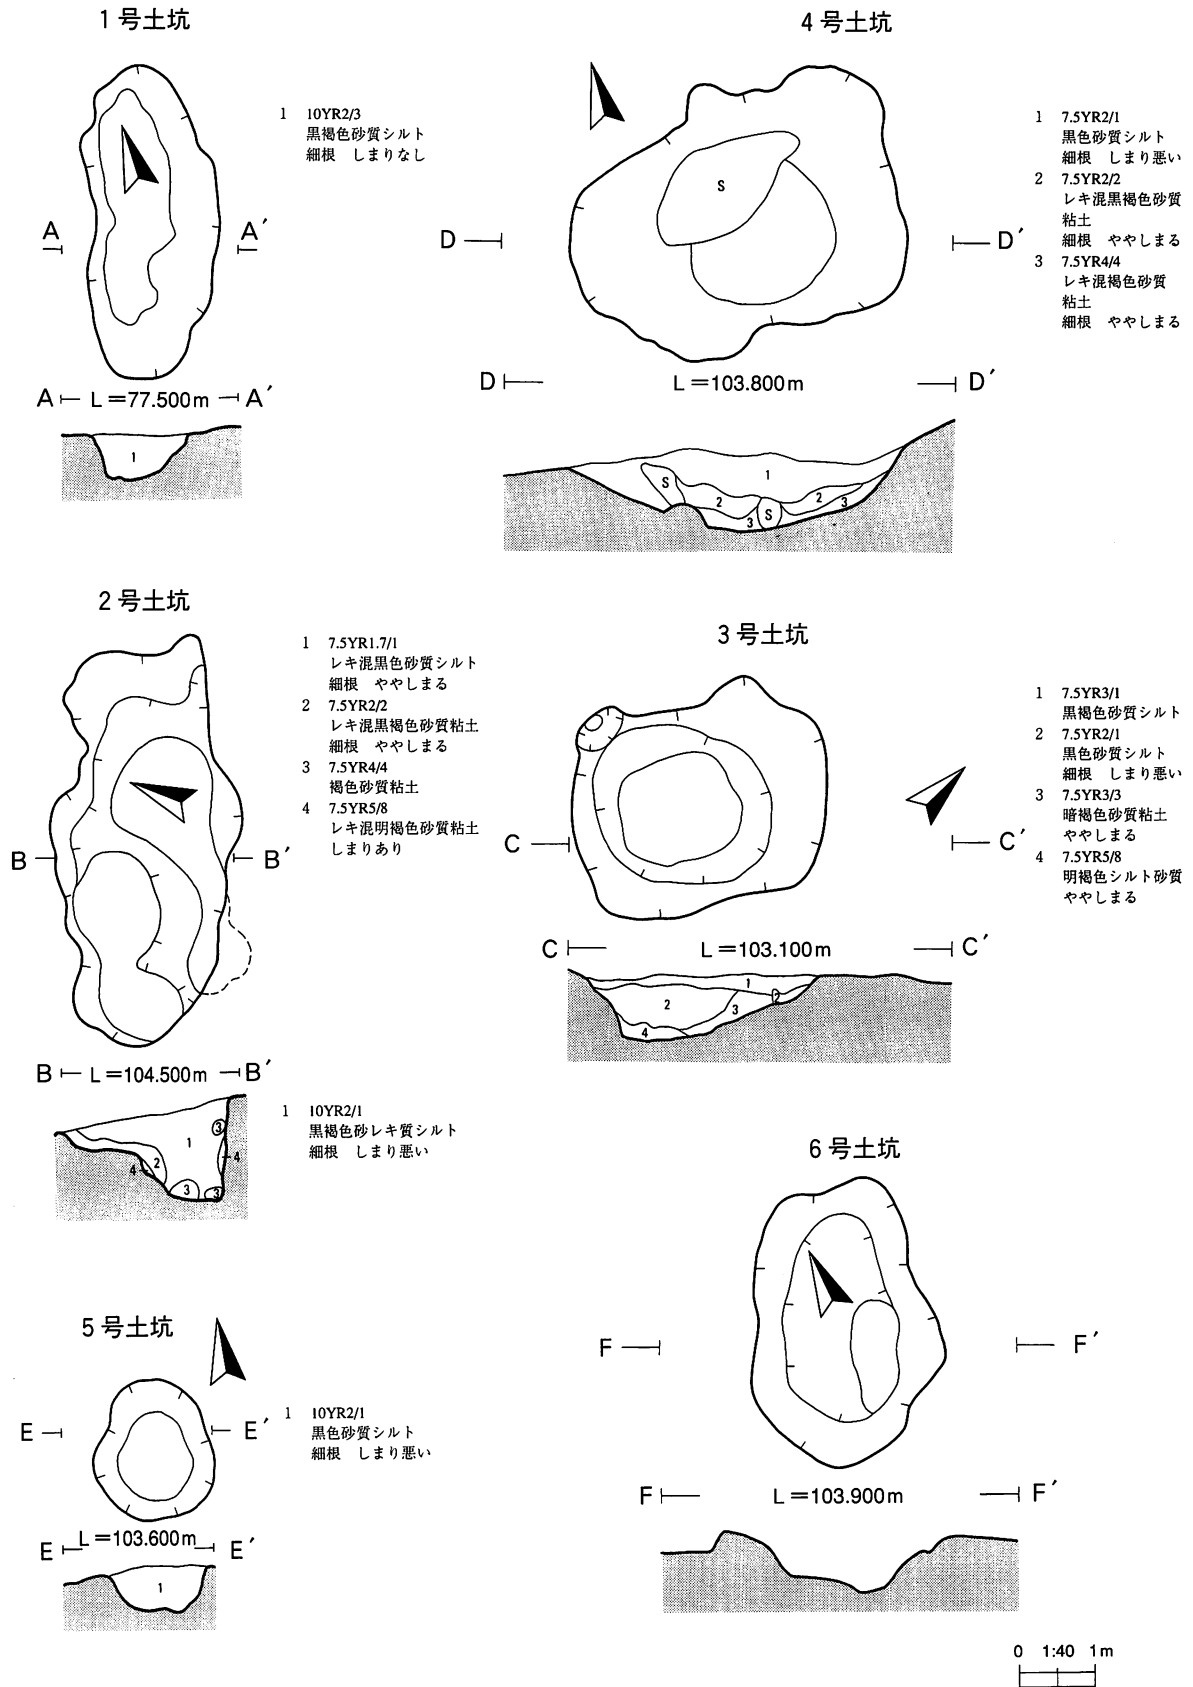 1号土坑
1 10YR2/3
黒褐色砂質シルト
細根 しまりなし
A A′
A L=77.500m A′
1
4号土坑
S
D D′
1 7.5YR2/1
黒色砂質シルト
細根 しまり悪い
2 7.5YR2/2
レキ混黒褐色砂質
粘土
細根 ややしまる
3 7.5YR4/4
レキ混褐色砂質
粘土
細根 ややしまる
D L=103.800m D′
1
S 2 2 3
3 S
2号土坑
1 7.5YR1.7/1
レキ混黒色砂質シルト
細根 ややしまる
2 7.5YR2/2
レキ混黒褐色砂質粘土
細根 ややしまる
3 7.5YR4/4
褐色砂質粘土
4 7.5YR5/8
レキ混明褐色砂質粘土
しまりあり
B B′
B L=104.500m B′
1 3
4 2 4
3 3
1 10YR2/1
黒褐色砂レキ質シルト
細根 しまり悪い
3号土坑
1 7.5YR3/1
黒褐色砂質シルト
2 7.5YR2/1
黒色砂質シルト
細根 しまり悪い
3 7.5YR3/3
暗褐色砂質粘土
ややしまる
4 7.5YR5/8
明褐色シルト砂質
ややしまる
C C′
C L=103.100m C′
1
2 3 2
4
5号土坑
E E′
1 10YR2/1
黒色砂質シルト
細根 しまり悪い
E L=103.600m E′
1
6号土坑
F F′
F L=103.900m F′
0 1:40 1m